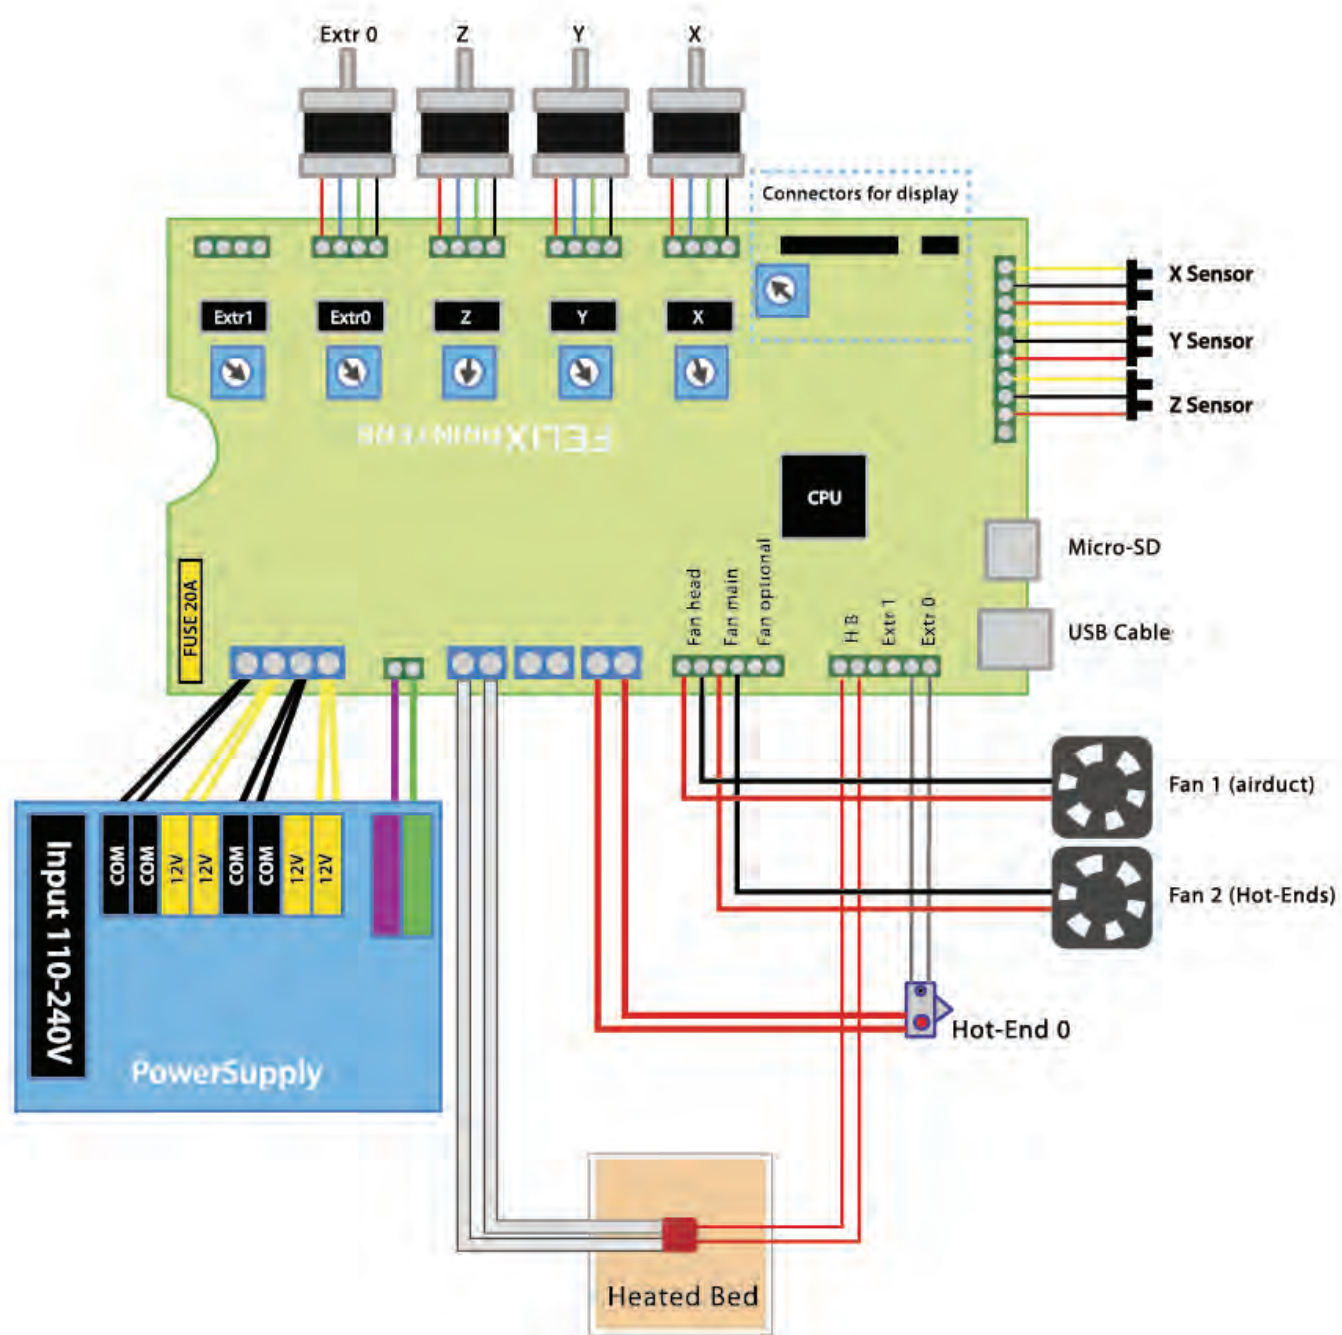 Extr 0
Z
Y
X
Connectors for display
Extr1
Extr0
Z
Y
X
X Sensor
Y Sensor
Z Sensor
FELIXPRINTERS
CPU
Micro-SD
USB Cable
FUSE 20A
Fan head
Fan main
Fan optional
H B
Extr 1
Extr 0
Fan 1 (airduct)
Fan 2 (Hot-Ends)
Input 110-240V
COM
COM
12V
12V
COM
COM
12V
12V
PowerSupply
Hot-End 0
Heated Bed